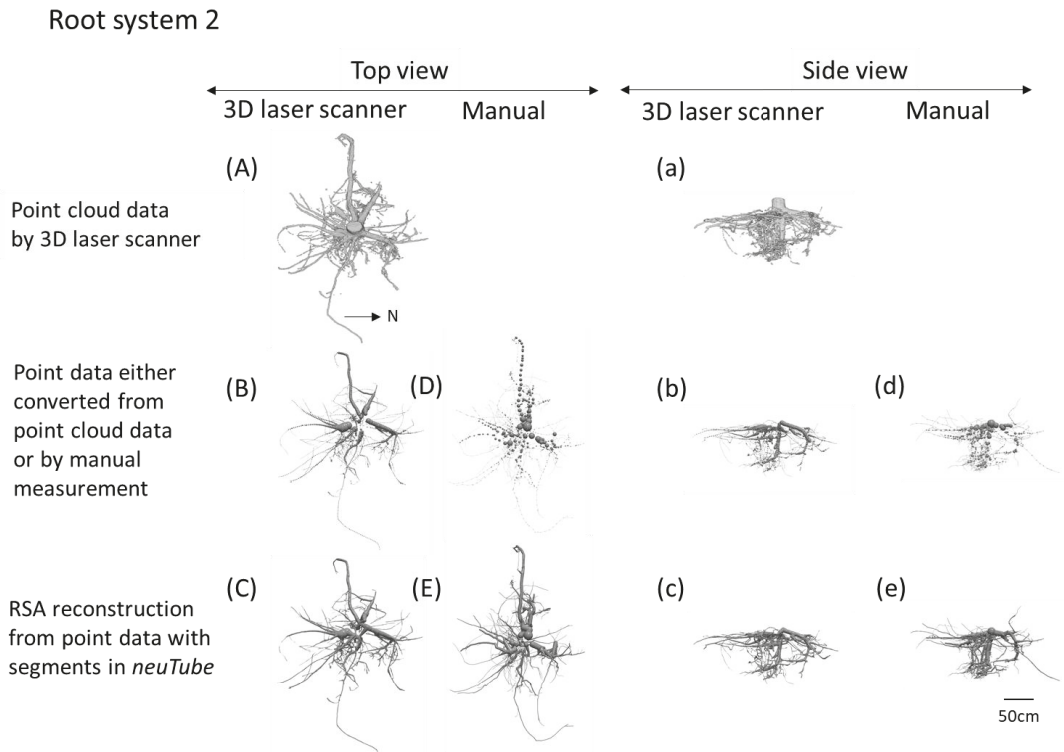 Root system 2
Top view
Side view
3D laser scanner
Manual
3D laser scanner
Manual
(A)
(a)
Point cloud data
by 3D laser scanner
N
Point data either
converted from
point cloud data
or by manual
measurement
(B)
(D)
(b)
(d)
RSA reconstruction
from point data with
segments in neuTube
(C)
(E)
(c)
(e)
50cm